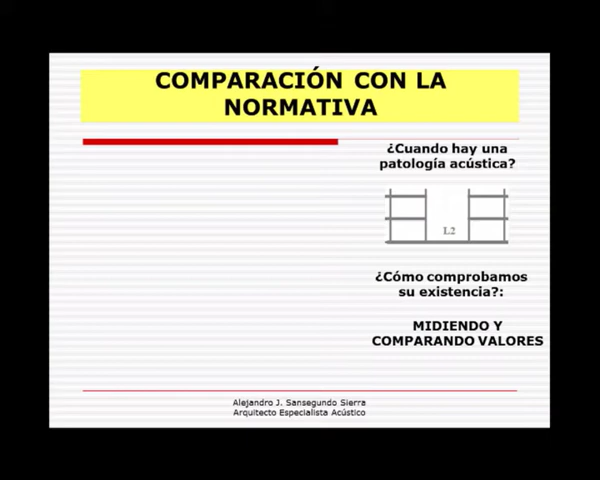 COMPARACIÓN CON LA
NORMATIVA
¿Cuando hay una
patología acústica?
L2
¿Cómo comprobamos
su existencia?:
MIDIENDO Y
COMPARANDO VALORES
Alejandro J. Sansegundo Sierra
Arquitecto Especialista Acústico